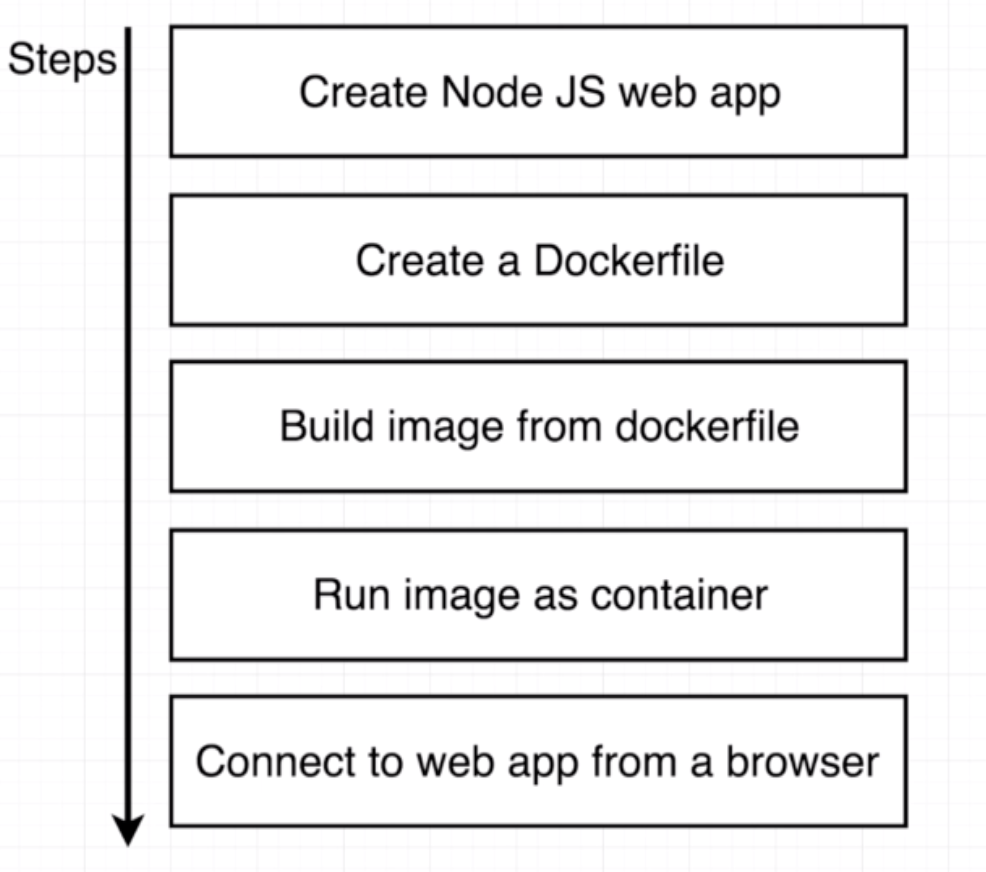 Steps
Create Node JS web app
Create a Dockerfile
Build image from dockerfile
Run image as container
Connect to web app from a browser